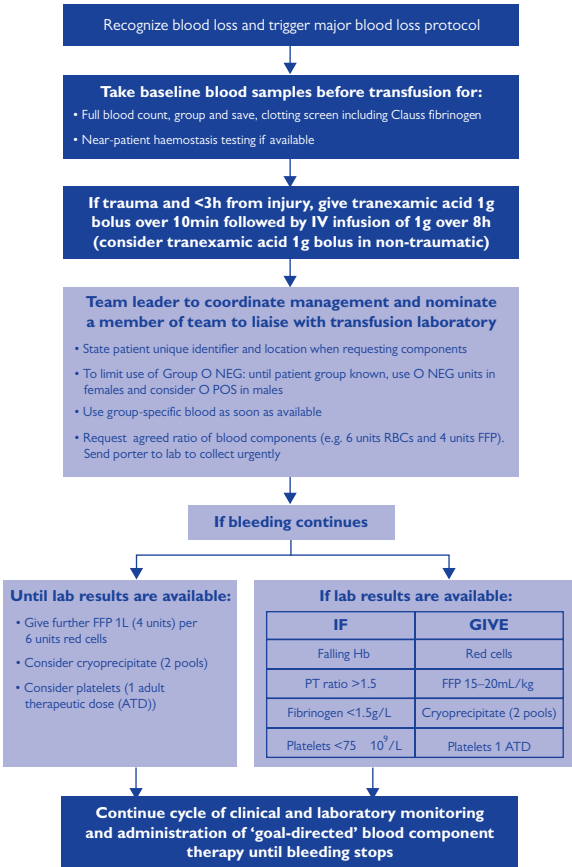 Recognize blood loss and trigger major blood loss protocol
Take baseline blood samples before transfusion for:
• Full blood count, group and save, clotting screen including Clauss fibrinogen
• Near-patient haemostasis testing if available
If trauma and <3h from injury, give tranexamic acid 1g
bolus over 10min followed by IV infusion of 1g over 8h
(consider tranexamic acid 1g bolus in non-traumatic)
Team leader to coordinate management and nominate
a member of team to liaise with transfusion laboratory
• State patient unique identifier and location when requesting components
• To limit use of Group O NEG: until patient group known, use O NEG units in
females and consider O POS in males
• Use group-specific blood as soon as available
• Request agreed ratio of blood components (e.g. 6 units RBCs and 4 units FFP).
Send porter to lab to collect urgently
If bleeding continues
Until lab results are available:
• Give further FFP 1L (4 units) per
6 units red cells
• Consider cryoprecipitate (2 pools)
• Consider platelets (1 adult
therapeutic dose (ATD))
If lab results are available:
IF GIVE
Falling Hb Red cells
PT ratio >1.5 FFP 15–20mL/kg
Fibrinogen <1.5g/L Cryoprecipitate (2 pools)
Platelets <75 10⁹/L Platelets 1 ATD
Continue cycle of clinical and laboratory monitoring
and administration of ‘goal-directed’ blood component
therapy until bleeding stops